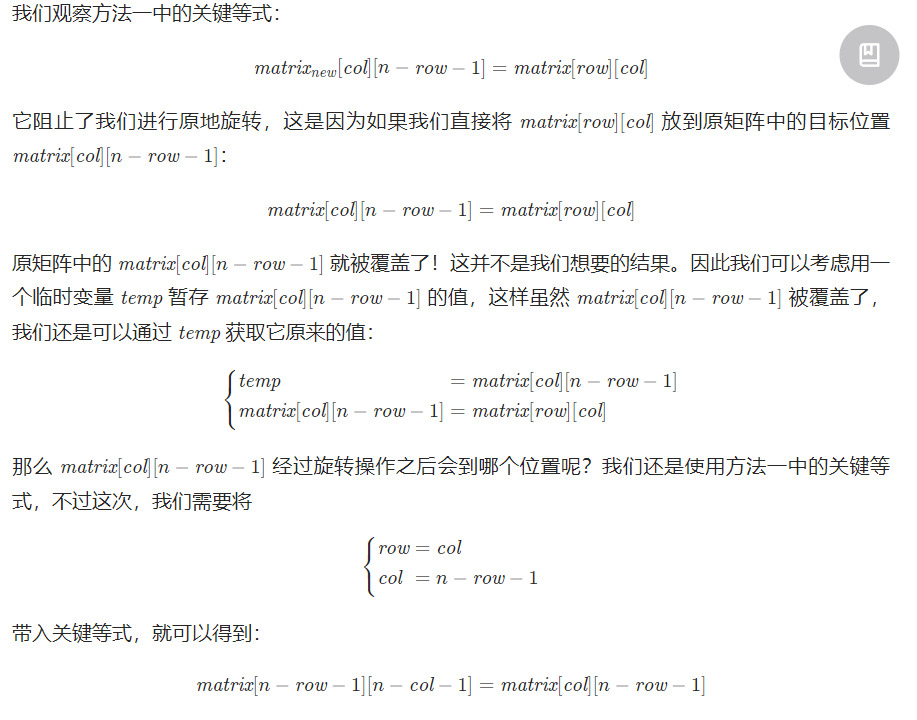 我们观察方法一中的关键等式：
matrix_new[col][n − row − 1] = matrix[row][col]
它阻止了我们进行原地旋转，这是因为如果我们直接将 matrix[row][col] 放到原矩阵中的目标位置
matrix[col][n − row − 1]：
matrix[col][n − row − 1] = matrix[row][col]
原矩阵中的 matrix[col][n − row − 1] 就被覆盖了！这并不是我们想要的结果。因此我们可以考虑用一
个临时变量 temp 暂存 matrix[col][n − row − 1] 的值，这样虽然 matrix[col][n − row − 1] 被覆盖了，
我们还是可以通过 temp 获取它原来的值：
temp = matrix[col][n − row − 1]
matrix[col][n − row − 1] = matrix[row][col]
那么 matrix[col][n − row − 1] 经过旋转操作之后会到哪个位置呢？我们还是使用方法一中的关键等
式，不过这次，我们需要将
row = col
col = n − row − 1
带入关键等式，就可以得到：
matrix[n − row − 1][n − col − 1] = matrix[col][n − row − 1]